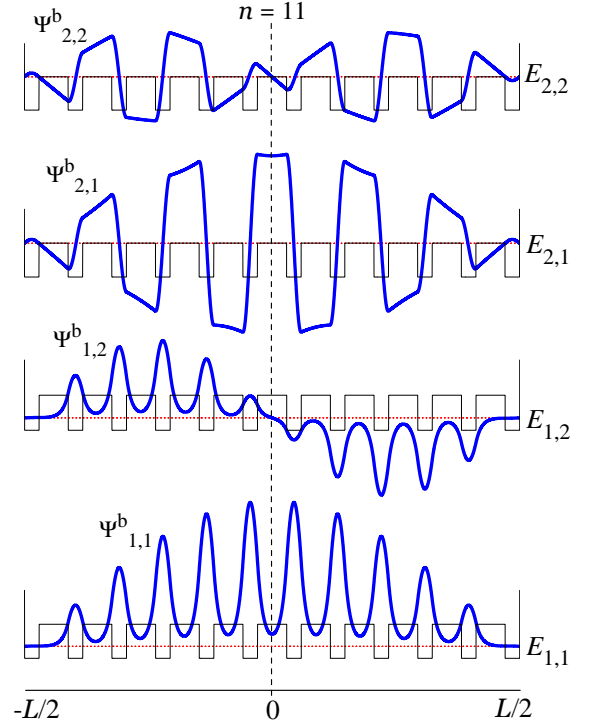 n = 11
Ψᵇ₂,₂
E₂,₂
Ψᵇ₂,₁
E₂,₁
Ψᵇ₁,₂
E₁,₂
Ψᵇ₁,₁
E₁,₁
-L/2 0 L/2